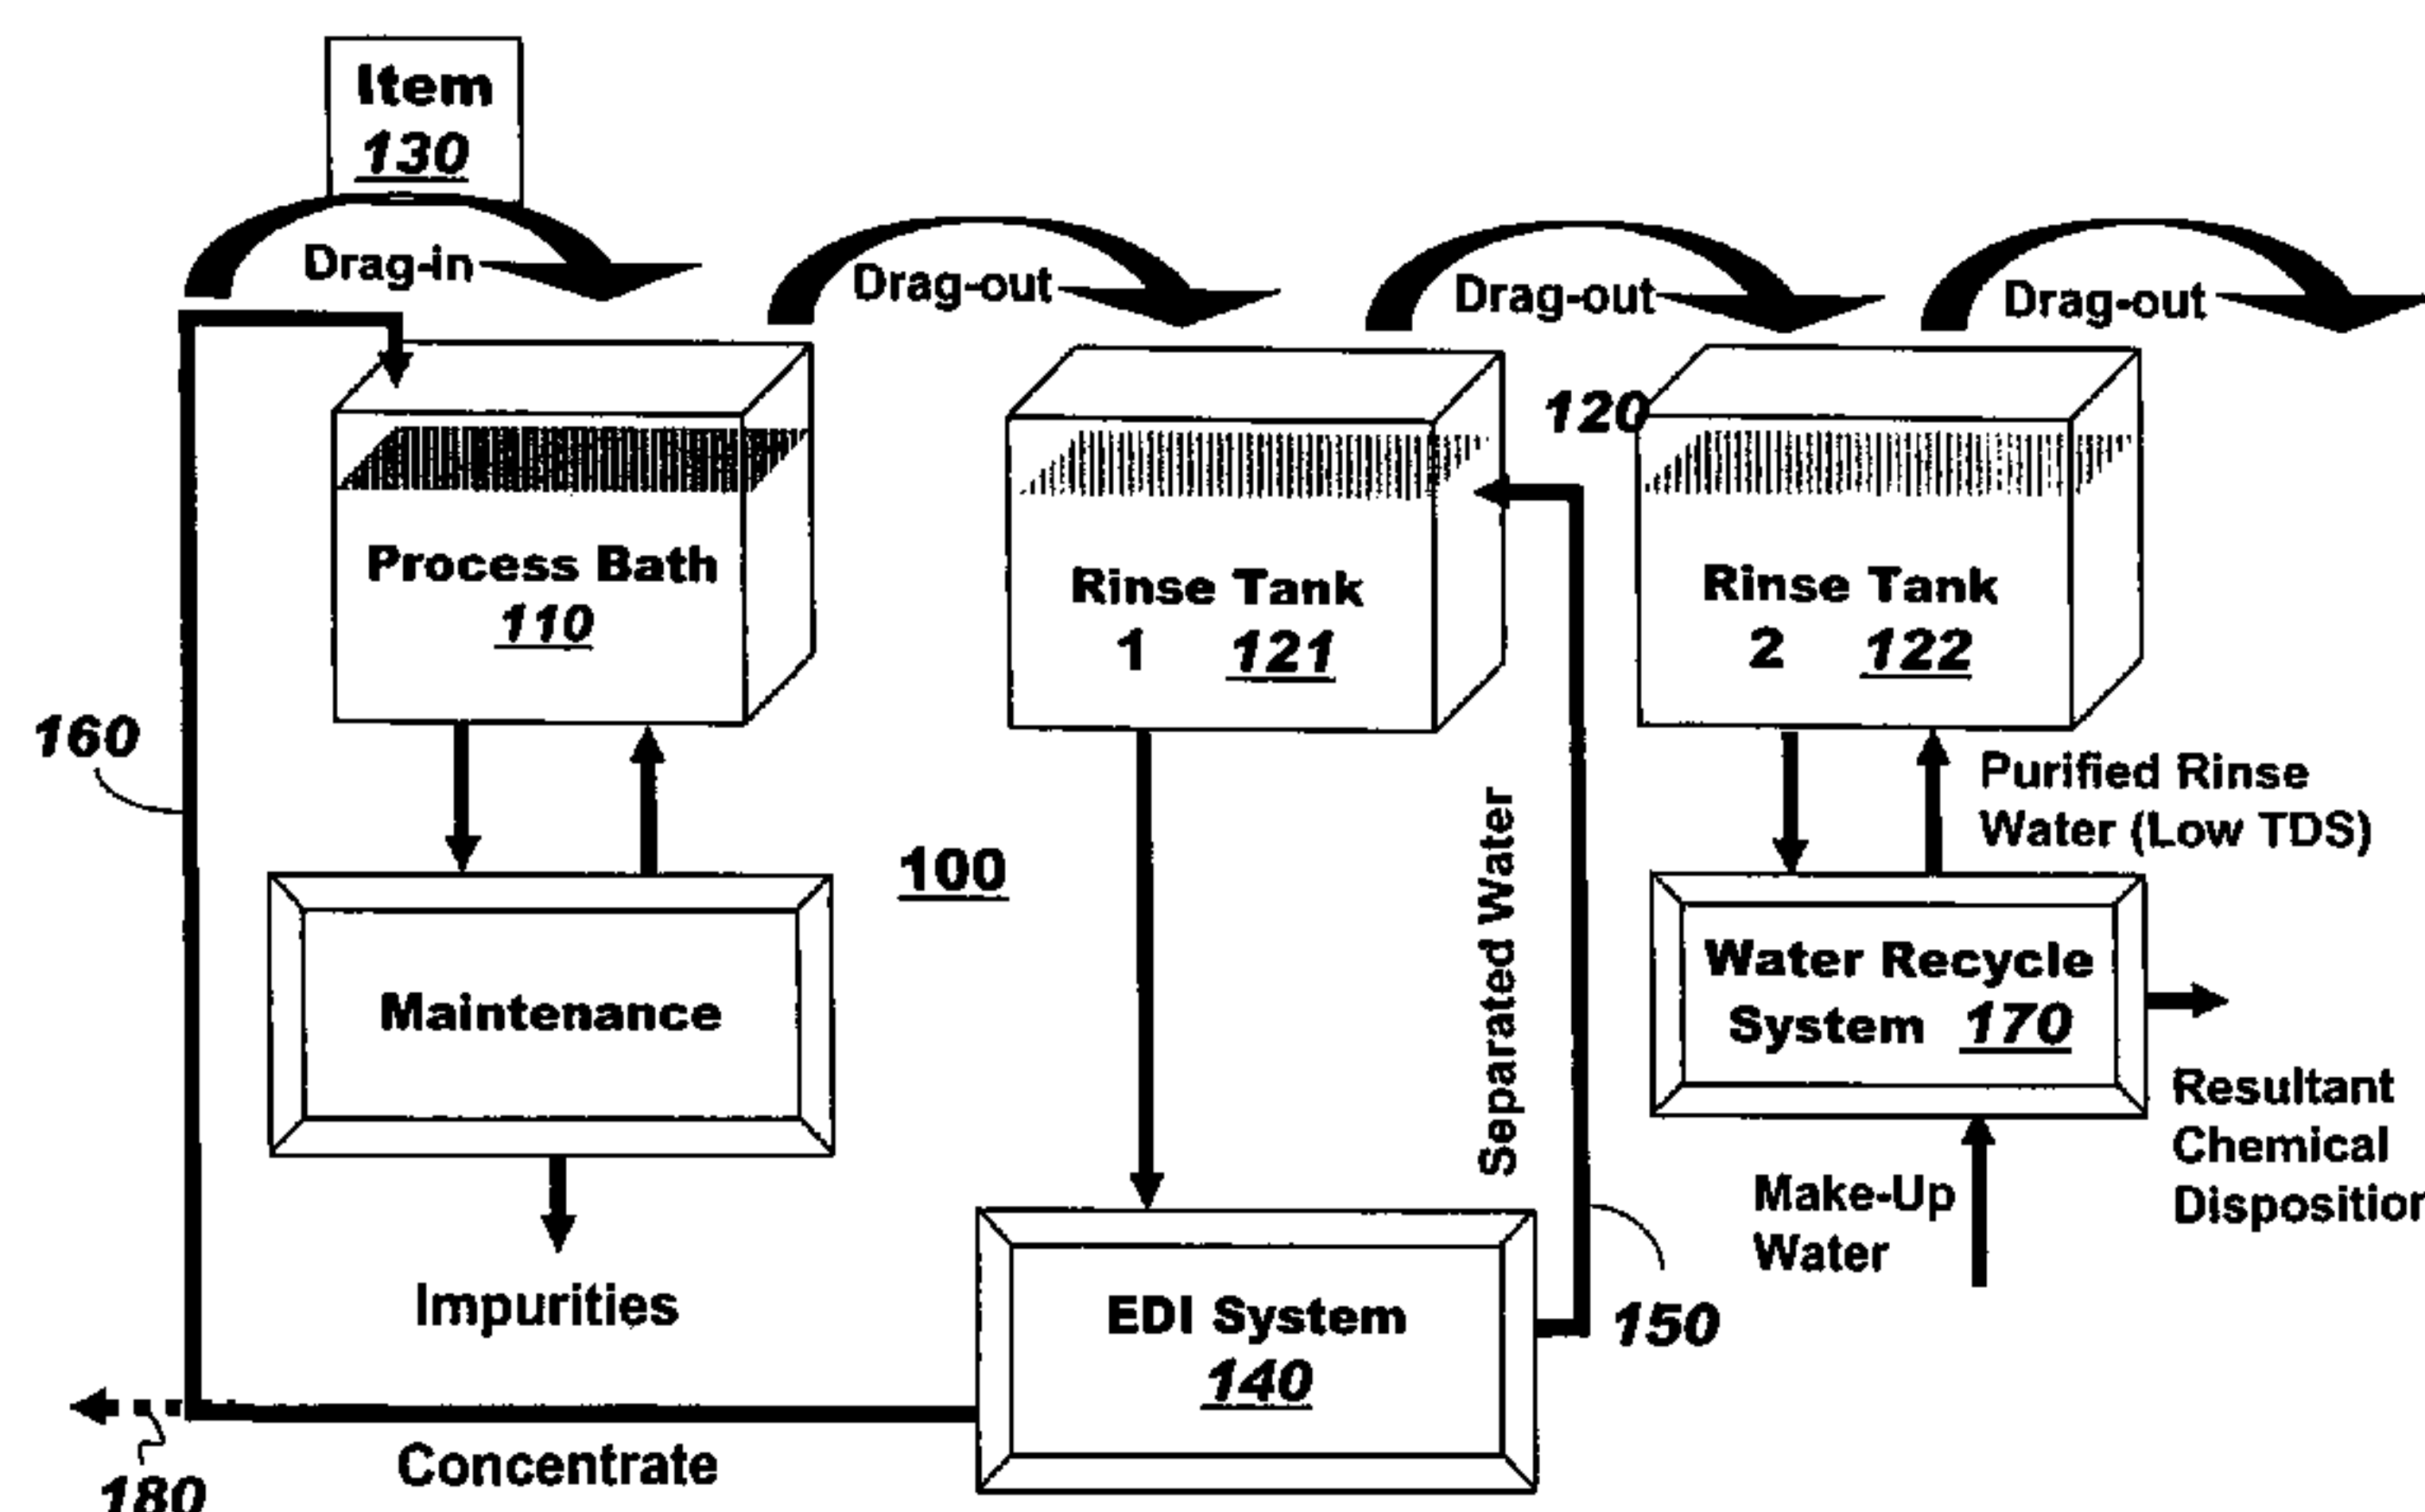 Item
130
Drag-in
Drag-out
Drag-out
Drag-out
120
Process Bath
110
Rinse Tank
1 121
Rinse Tank
2 122
160
Purified Rinse
Water (Low TDS)
100
Separated Water
Maintenance
Water Recycle
System 170
Resultant
Chemical
Disposition
Make-Up
Water
Impurities
EDI System
140
150
Concentrate
180